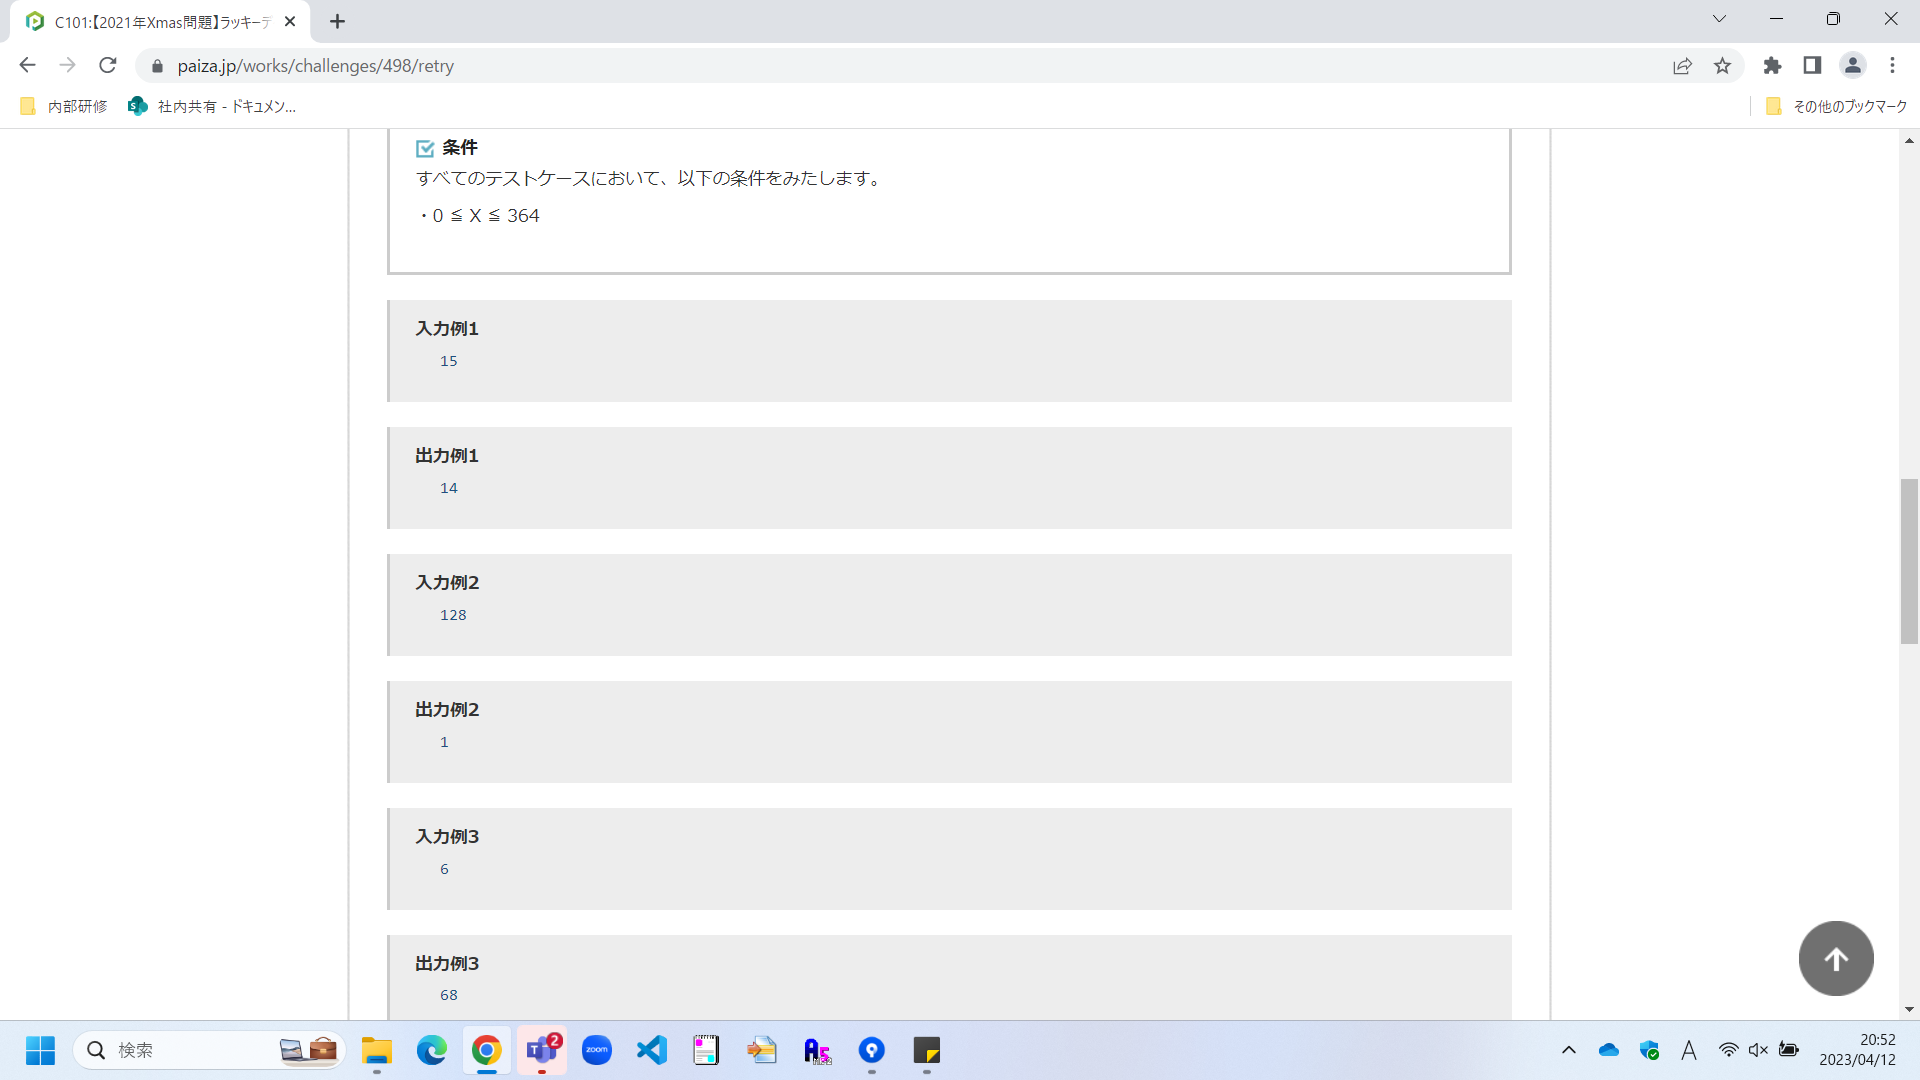 C101:【2021年Xmas問題】ラッキーデ
paiza.jp/works/challenges/498/retry
内部研修
社内共有 - ドキュメン...
その他のブックマーク
条件
すべてのテストケースにおいて、以下の条件をみたします。
・0 ≦ X ≦ 364
入力例1
15
出力例1
14
入力例2
128
出力例2
1
入力例3
6
出力例3
68
検索
2
zoom
A
20:52
2023/04/12